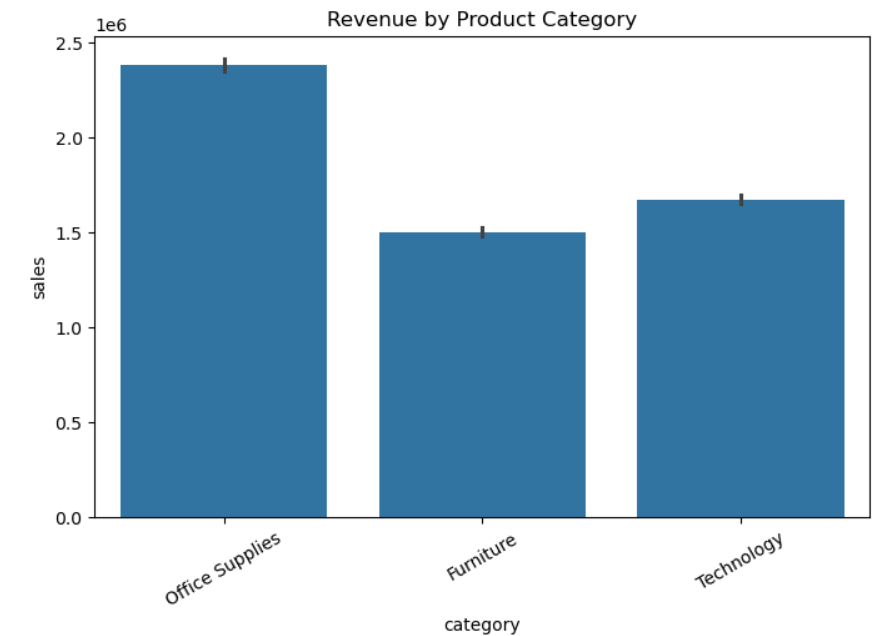 Revenue by Product Category
1e6
2.5
2.0
1.5
1.0
0.5
0.0
sales
Office Supplies
Furniture
Technology
category